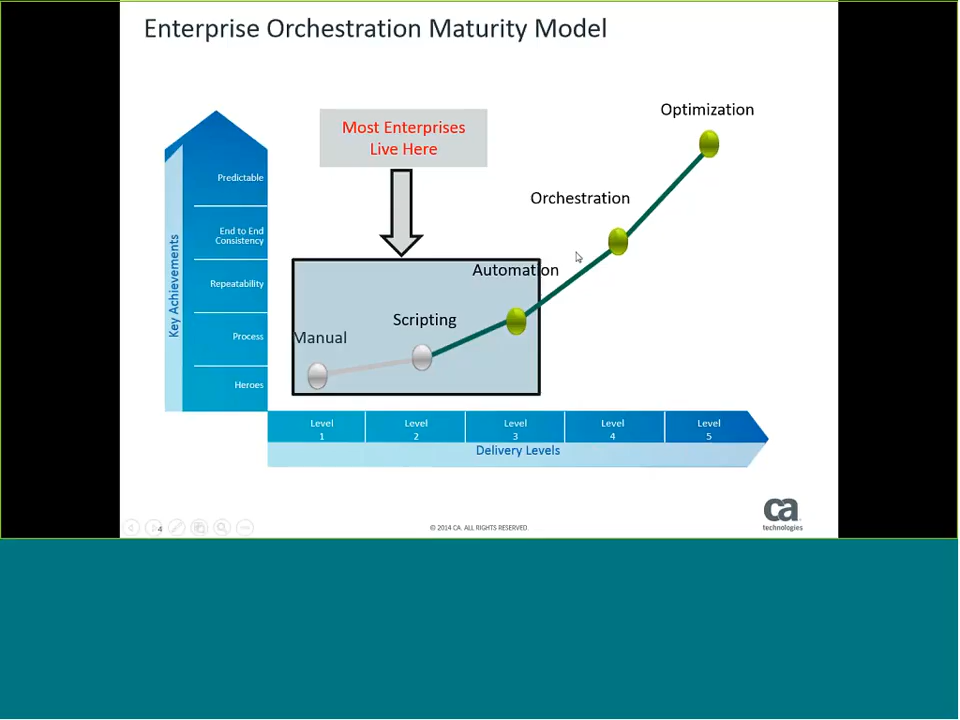 Enterprise Orchestration Maturity Model
Most Enterprises
Live Here
Optimization
Orchestration
Automation
Scripting
Manual
Key Achievements
Predictable
End to End
Consistency
Repeatability
Process
Heroes
Level
1
Level
2
Level
3
Level
4
Level
5
Delivery Levels
4
© 2014 CA. ALL RIGHTS RESERVED.
ca
technologies